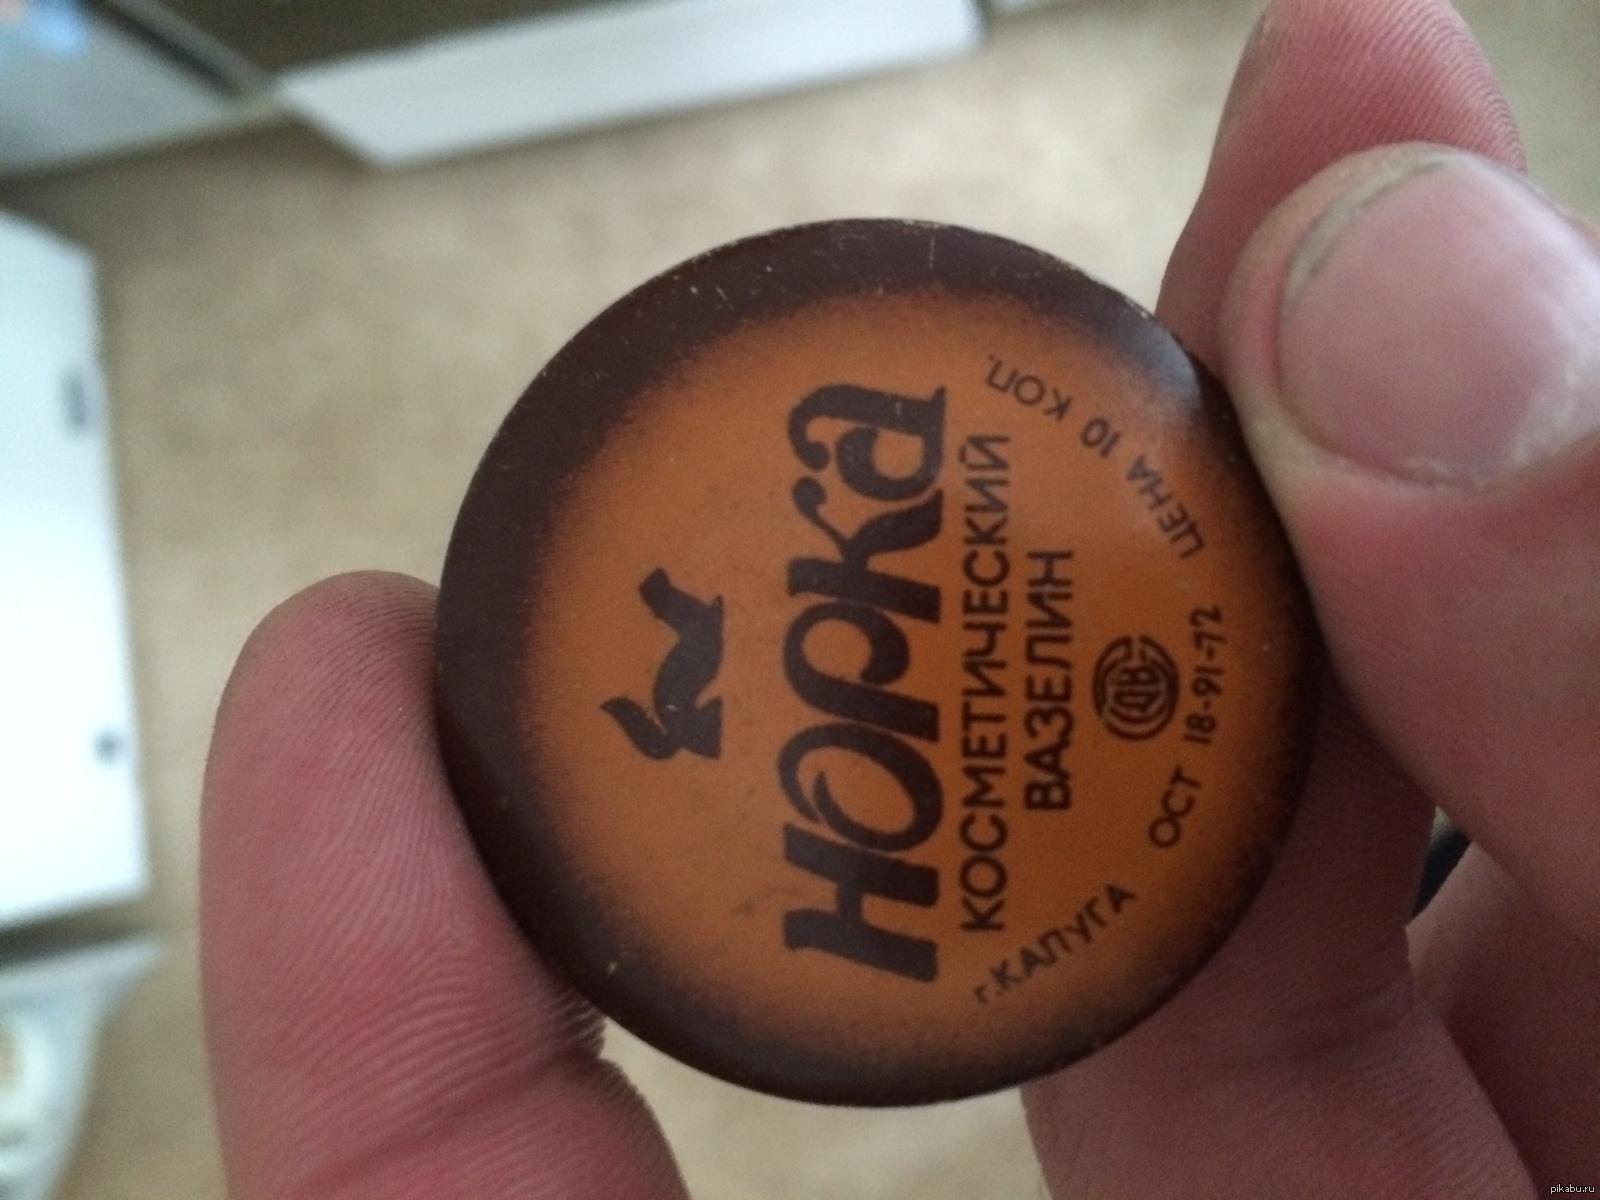 Норка
КОСМЕТИЧЕСКИЙ
ВАЗЕЛИН
г. КАЛУГА ОСТ 18-91-72 ЦЕНА 10 КОП.
pikabu.ru